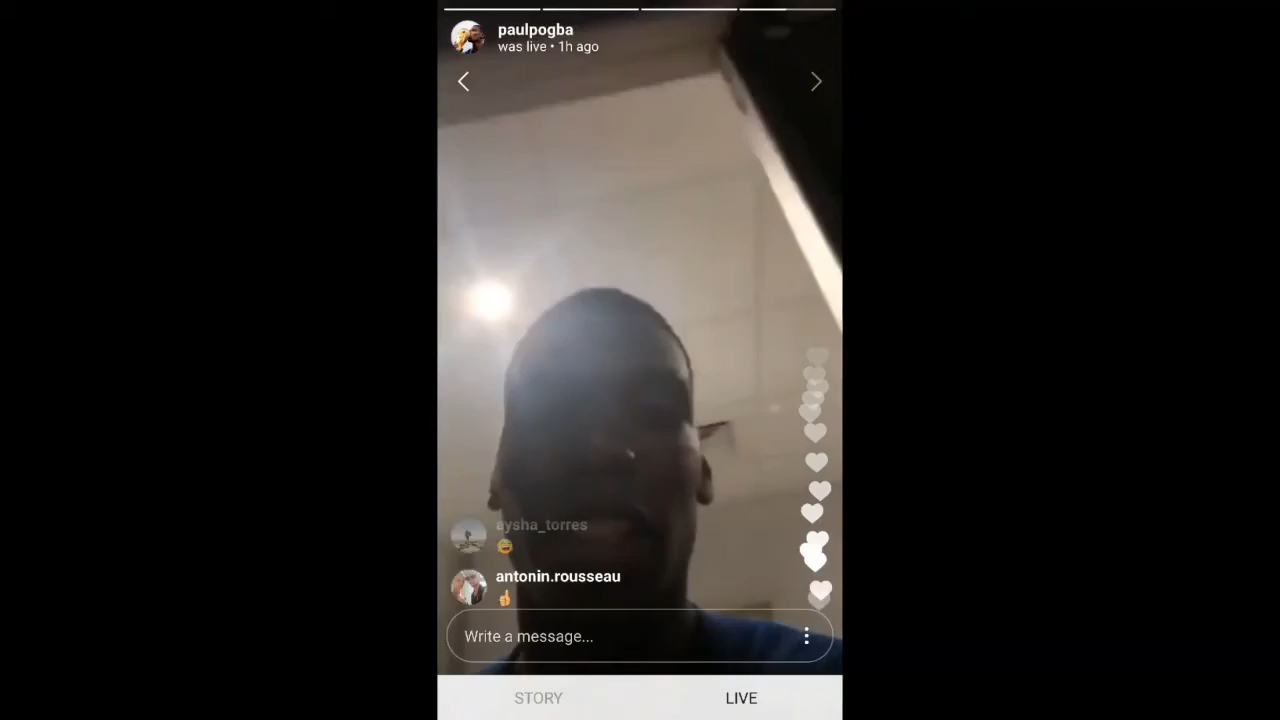 paulpogba
was live • 1h ago
aysha_torres
antonin.rousseau
Write a message...
STORY
LIVE